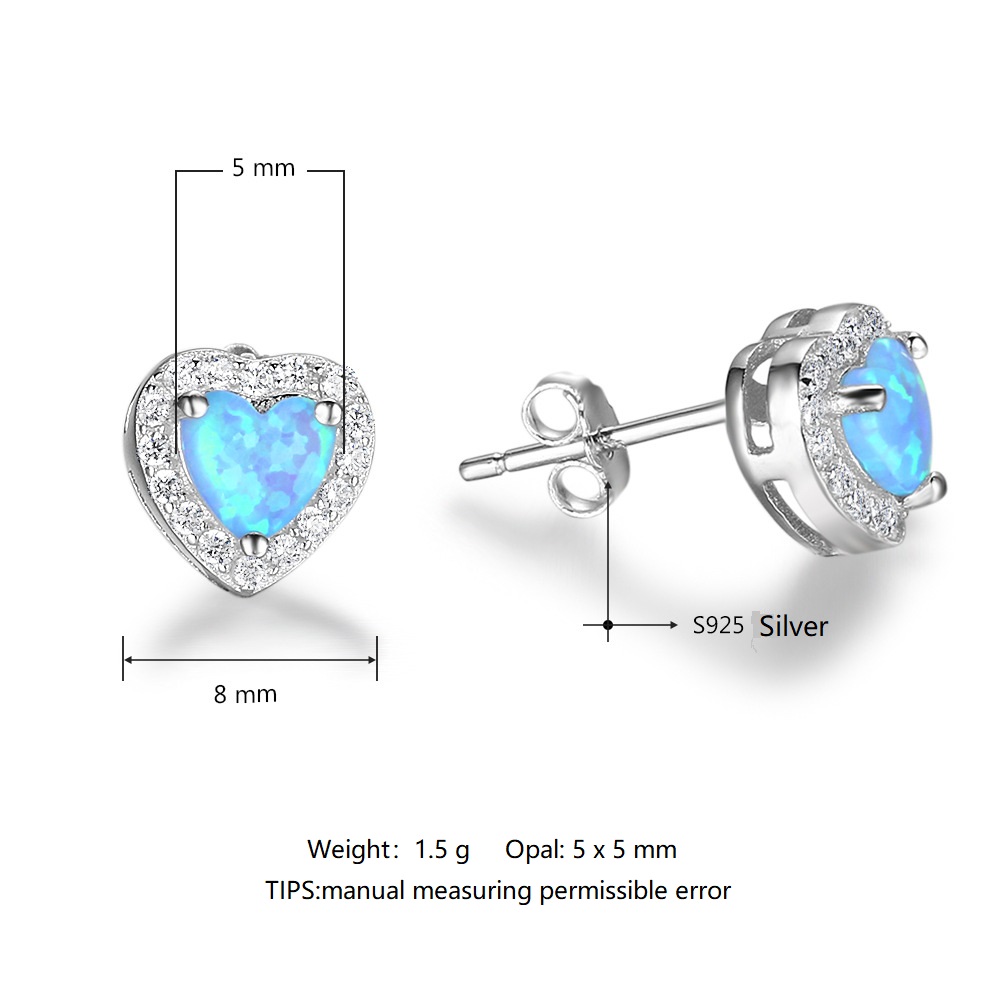 5 mm
S925 Silver
8 mm
Weight: 1.5 g Opal: 5 x 5 mm
TIPS:manual measuring permissible error